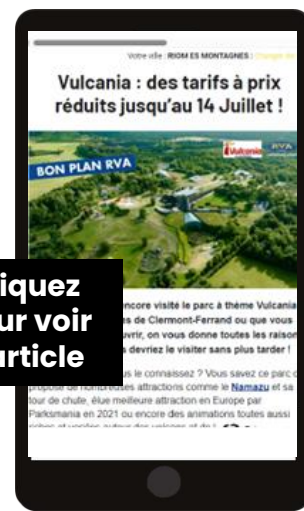 Votre ville : RIOM ES MONTAGNES |
Vulcania : des tarifs à prix
réduits jusqu'au 14 Juillet !
Vulcania RVA
BON PLAN RVA
iquez
ur voir
article
encore visité le parc à thème Vulcania
es de Clermont-Ferrand ou que vous
uvrir, on vous donne toutes les raison
s devriez le visiter sans plus tarder !
us le connaissez ? Vous savez ce parc
propose de nombreuses attractions comme le Namazu et sa
tour de chute, élue meilleure attraction en Europe par
Parksmania en 2021 ou encore des animations toutes aussi